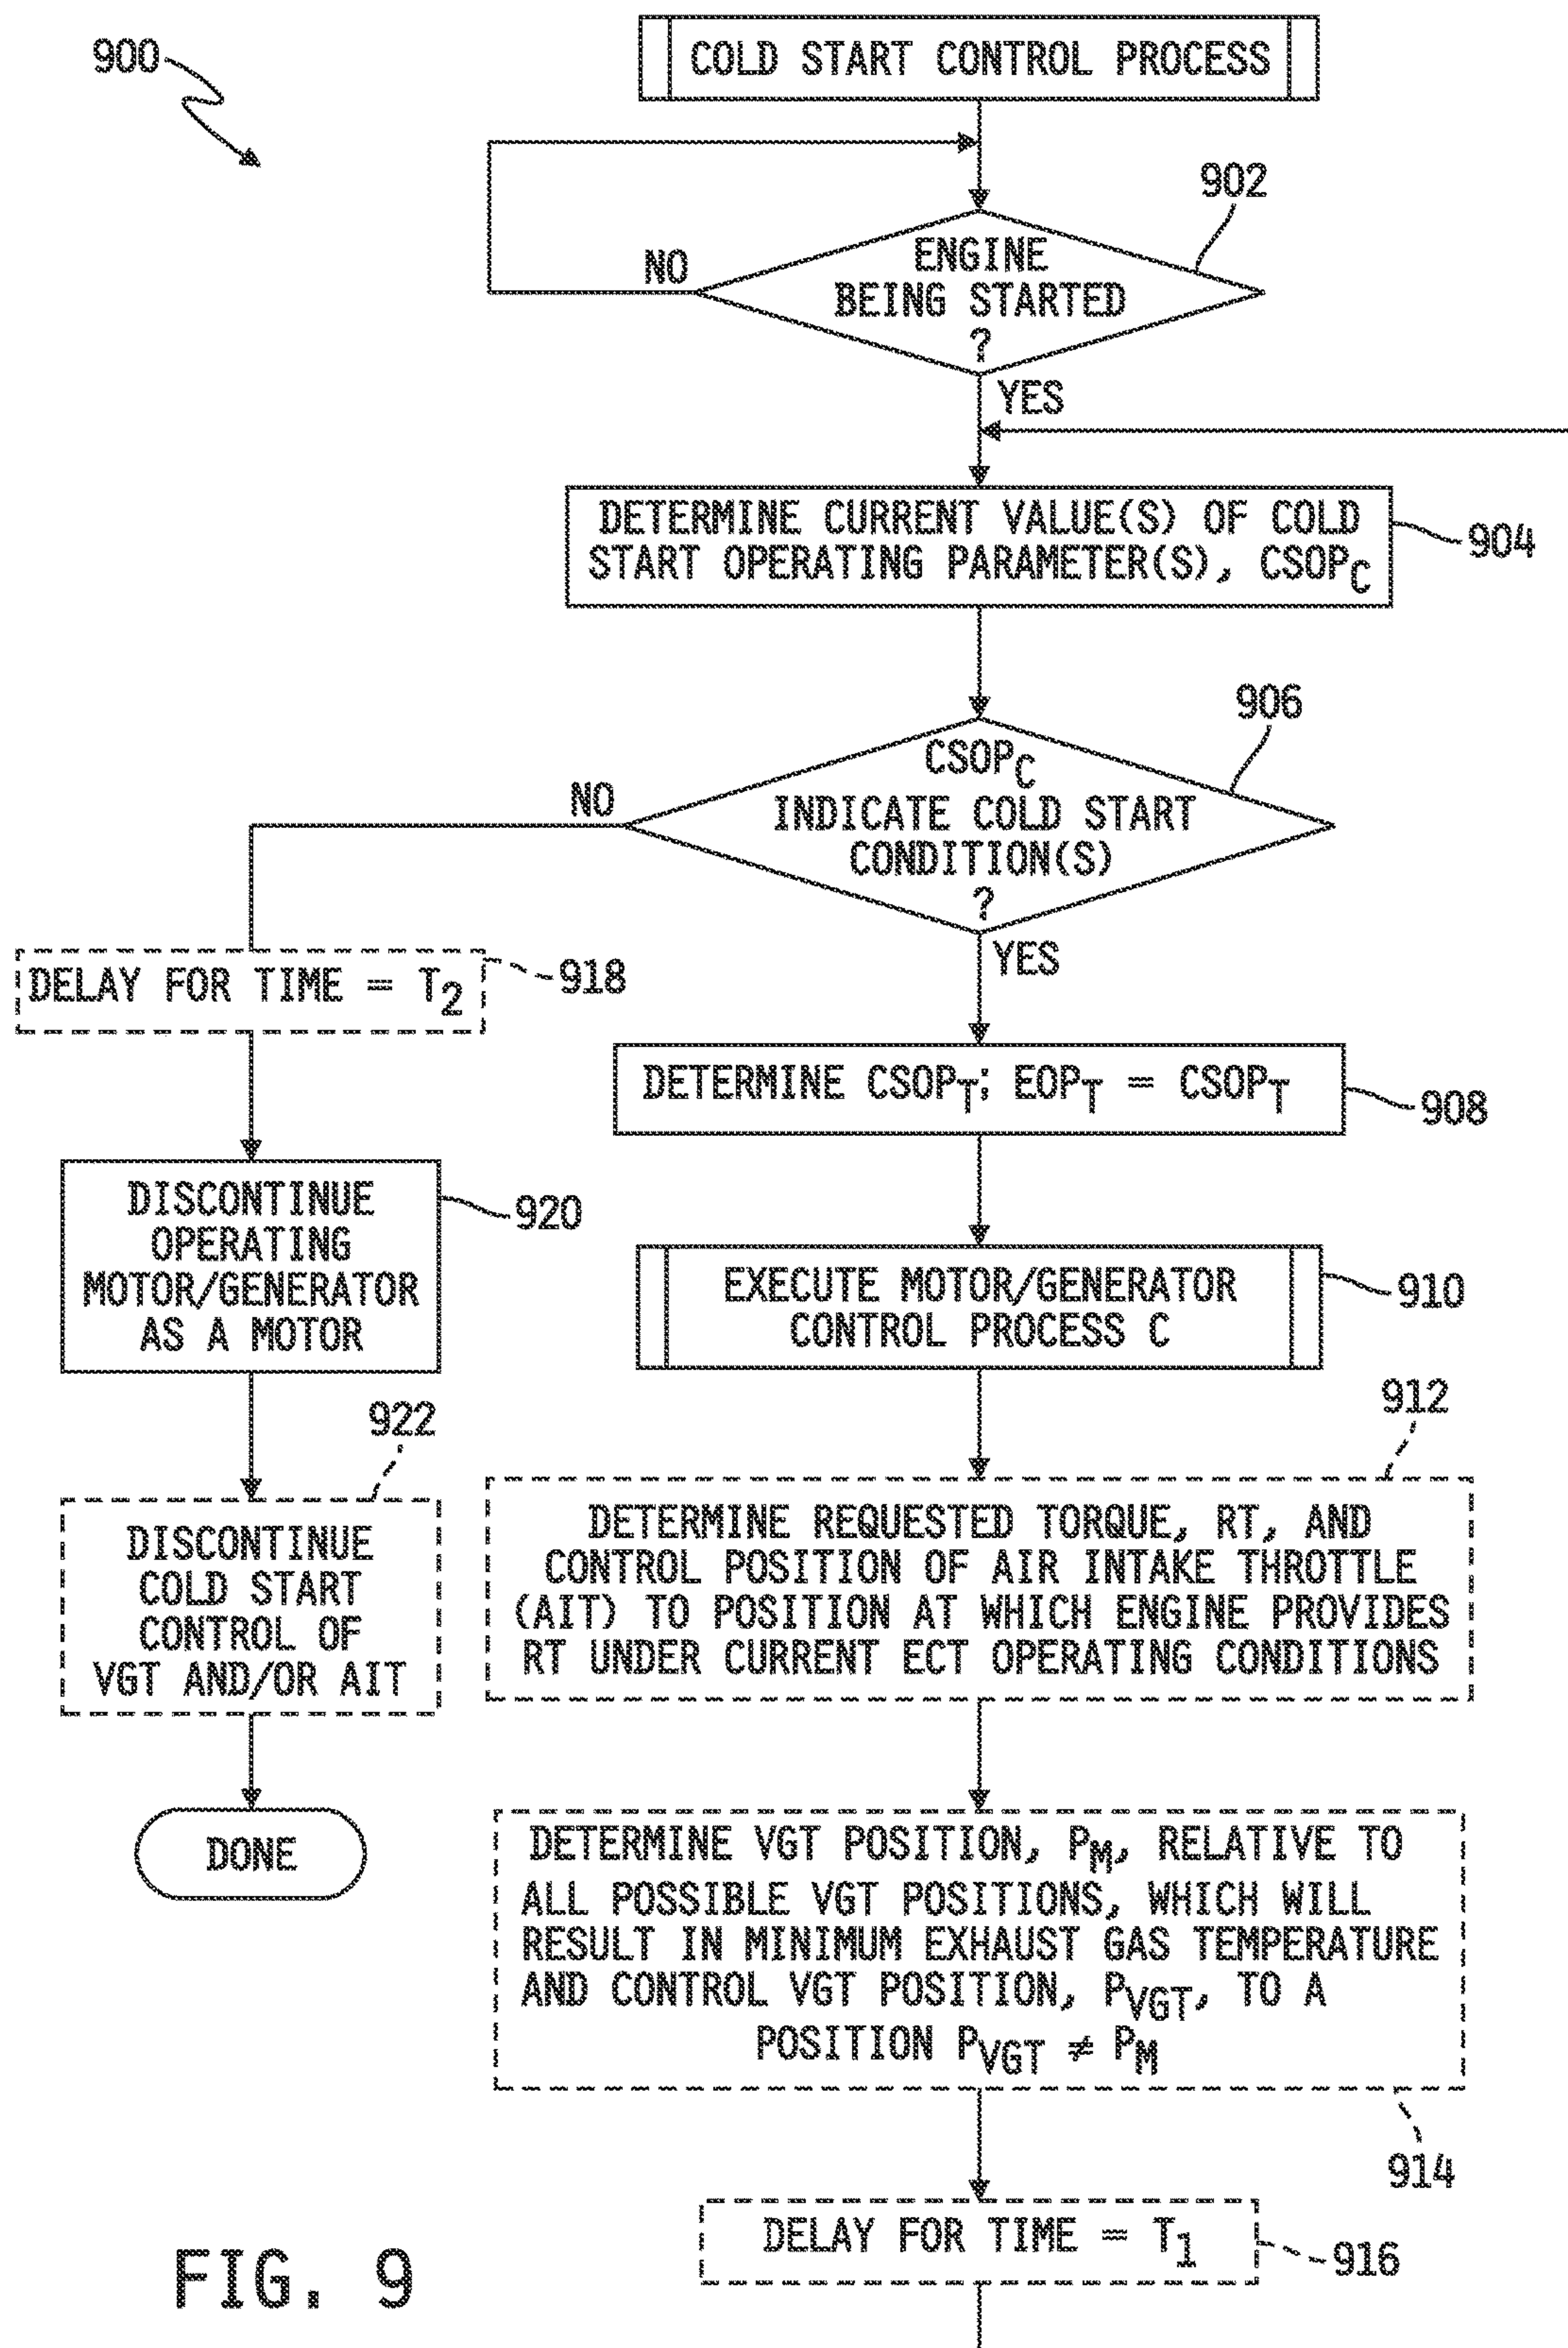 900
COLD START CONTROL PROCESS
902
ENGINE
BEING STARTED
?
NO
YES
DETERMINE CURRENT VALUE(S) OF COLD
START OPERATING PARAMETER(S), CSOPC
904
906
CSOPC
INDICATE COLD START
CONDITION(S)
?
NO
YES
DELAY FOR TIME = T2
918
DETERMINE CSOPT; EOPT = CSOPT
908
DISCONTINUE
OPERATING
MOTOR/GENERATOR
AS A MOTOR
920
EXECUTE MOTOR/GENERATOR
CONTROL PROCESS C
910
912
922
DETERMINE REQUESTED TORQUE, RT, AND
CONTROL POSITION OF AIR INTAKE THROTTLE
(AIT) TO POSITION AT WHICH ENGINE PROVIDES
RT UNDER CURRENT ECT OPERATING CONDITIONS
DISCONTINUE
COLD START
CONTROL OF
VGT AND/OR AIT
DONE
DETERMINE VGT POSITION, PM, RELATIVE TO
ALL POSSIBLE VGT POSITIONS, WHICH WILL
RESULT IN MINIMUM EXHAUST GAS TEMPERATURE
AND CONTROL VGT POSITION, PVGT, TO A
POSITION PVGT ≠ PM
914
DELAY FOR TIME = T1
916
FIG. 9